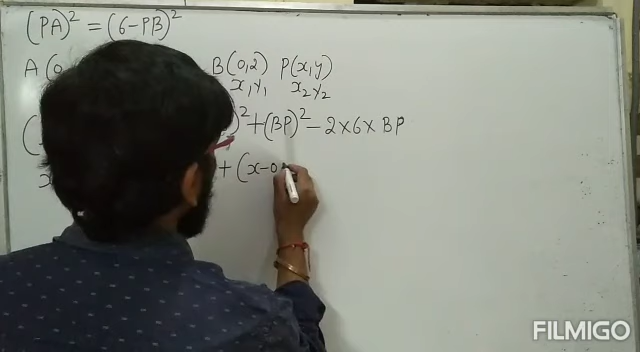 (PA)² = (6-PB)²
A(0 B(0,2) P(x,y)
x₁y₁ x₂y₂
( )² + (BP)² - 2×6×BP
x + (x-0
FILMIGO